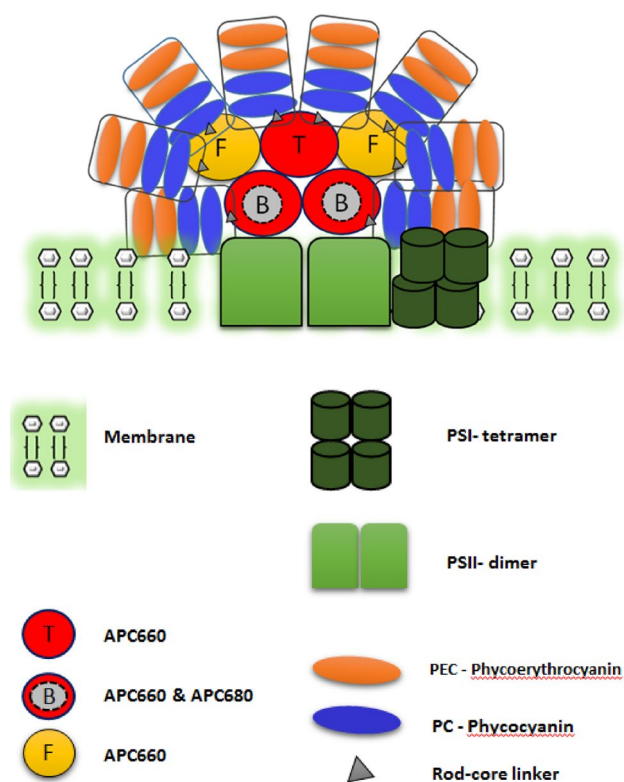 F
T
F
B
B
Membrane
PSI- tetramer
PSII- dimer
T
APC660
B
APC660 & APC680
F
APC660
PEC - Phycoerythrocyanin
PC - Phycocyanin
Rod-core linker